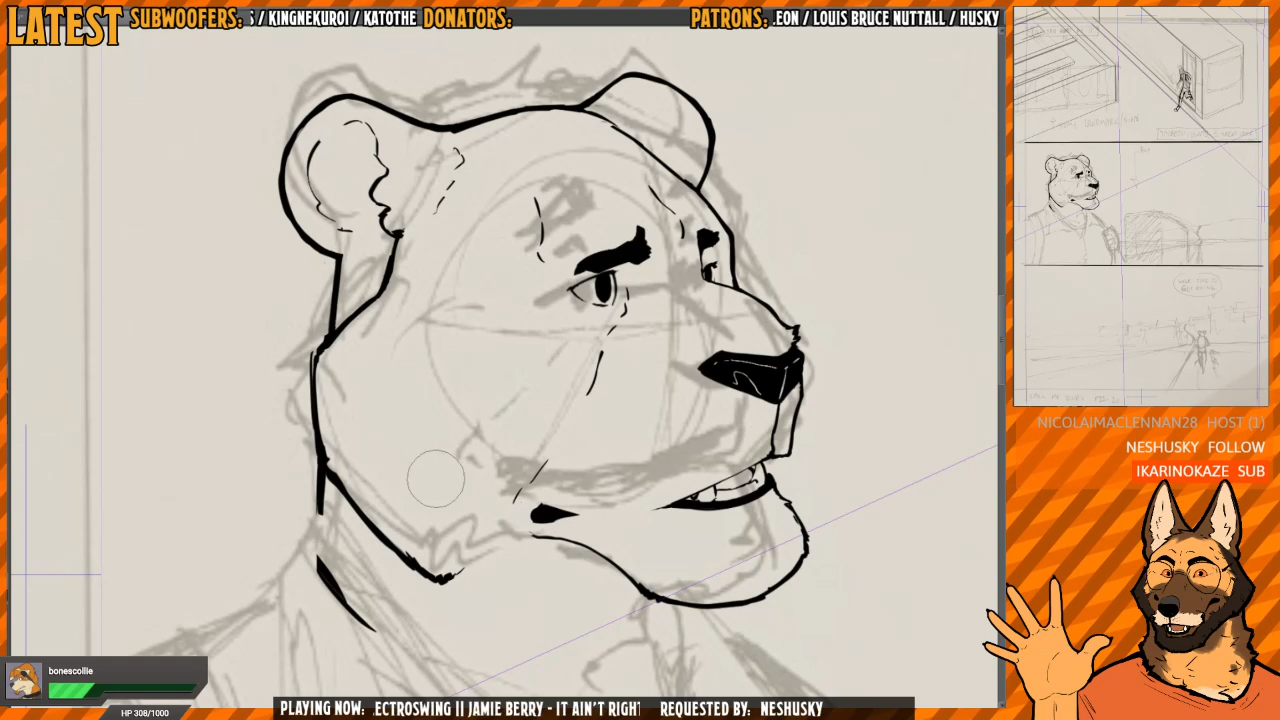 LATEST SUBWOOFERS: ; / KINGNEKUROI / KATOTHE DONATORS: PATRONS: .EON / LOUIS BRUCE NUTTALL / HUSKY
NICOLAIMACLENNAN28 HOST (1)
NESHUSKY FOLLOW
IKARINOKAZE SUB
bonescollie
HP 308/1000
PLAYING NOW: .ECTROSWING || JAMIE BERRY - IT AIN'T RIGH REQUESTED BY: NESHUSKY